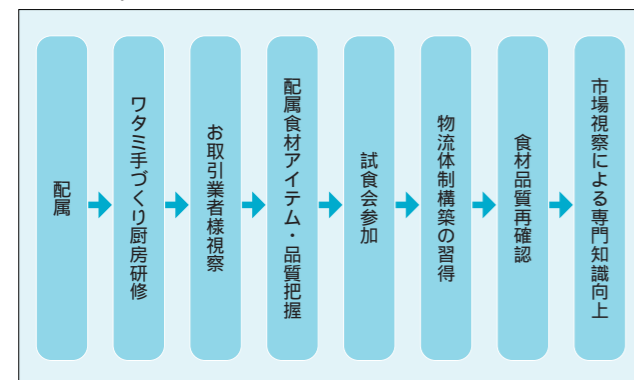 配属
ワタミ手づくり厨房研修
お取引業者様視察
配属食材アイテム・品質把握
試食会参加
物流体制構築の習得
食材品質再確認
市場視察による専門知識向上